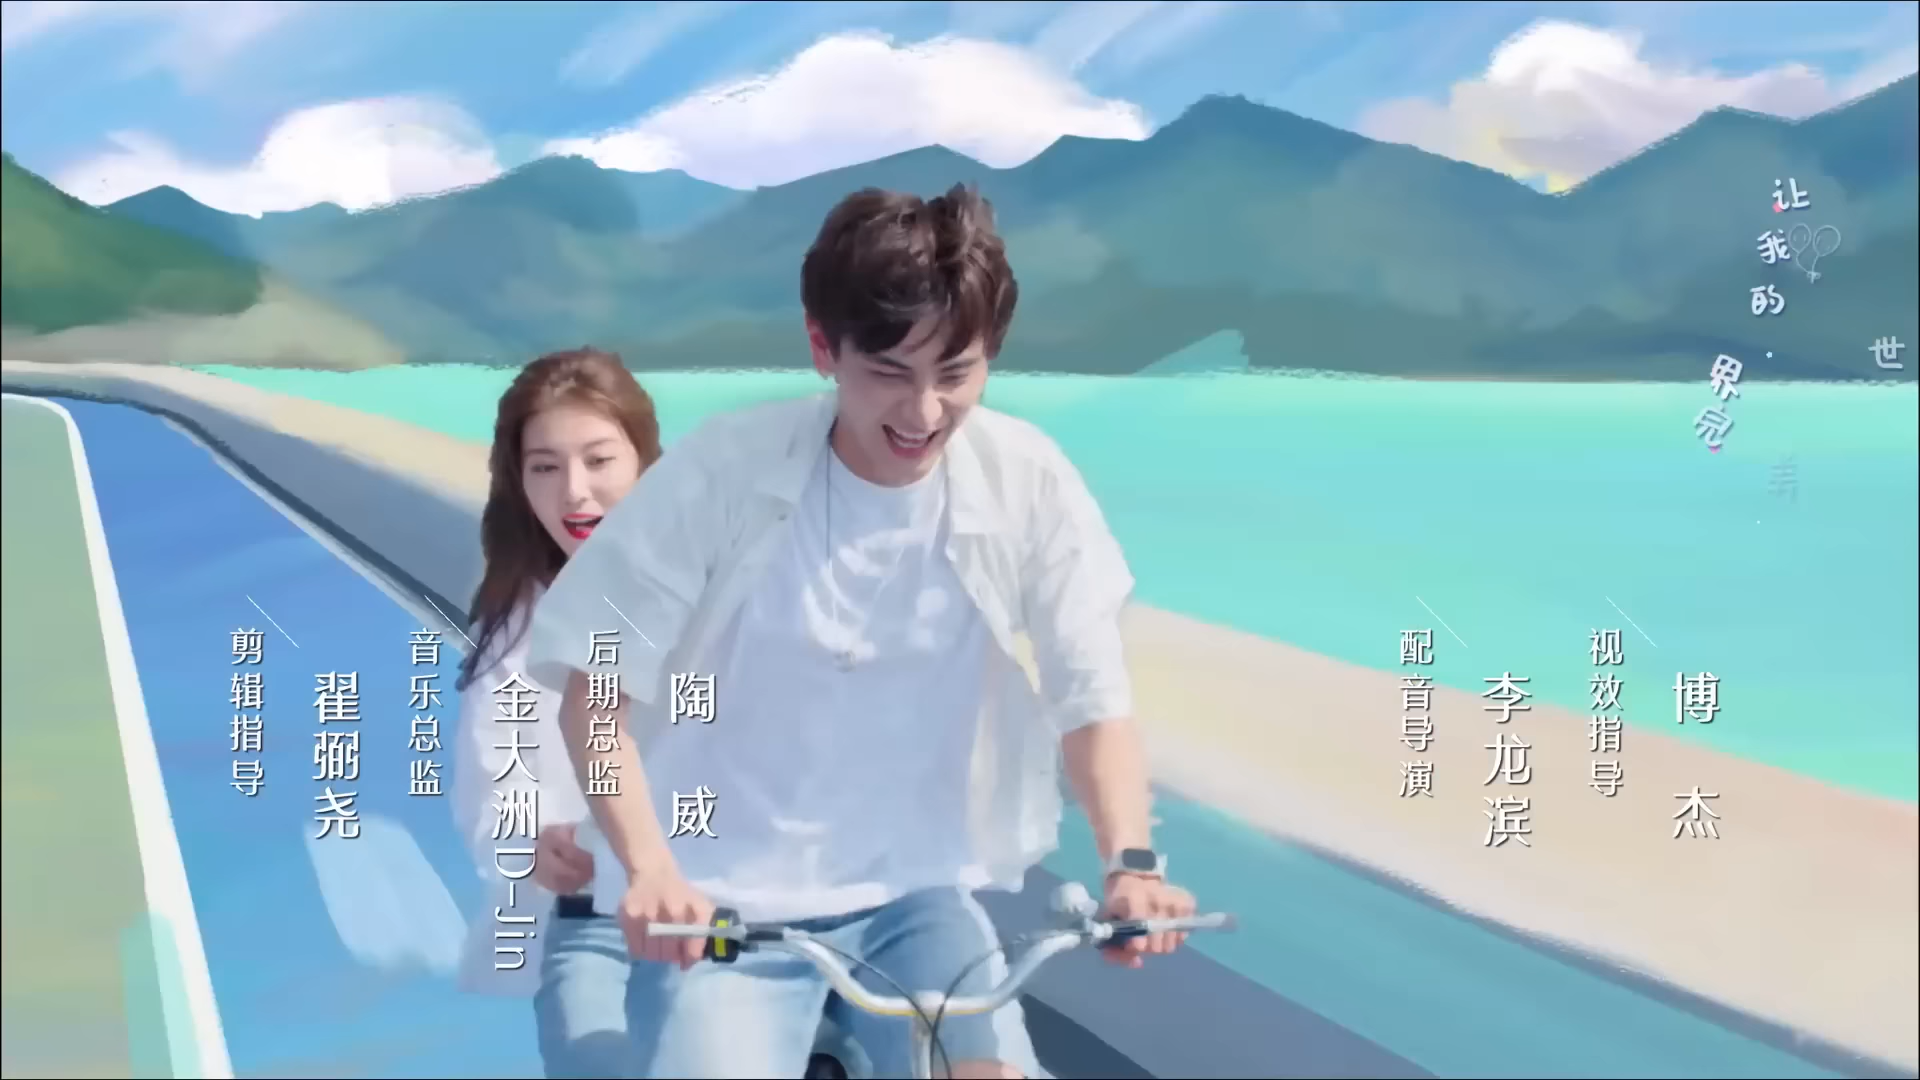 剪辑指导
翟弼尧
音乐总监
金大洲D-Jin
后期总监
陶威
配音导演
李龙滨
视效指导
博杰
让我的世界完